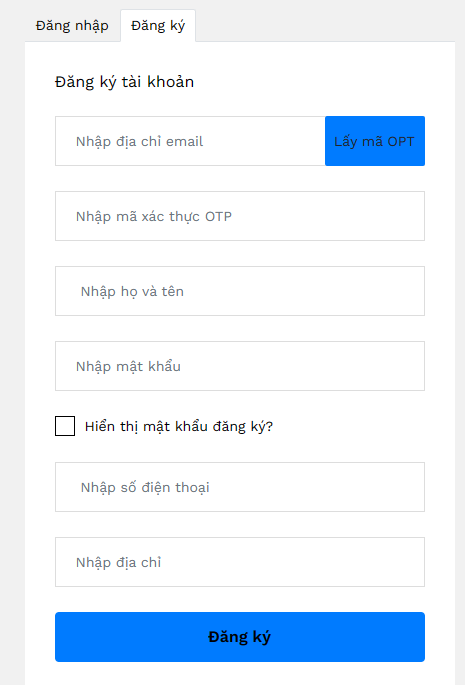 Đăng nhập
Đăng ký
Đăng ký tài khoản
Nhập địa chỉ email
Lấy mã OPT
Nhập mã xác thực OTP
Nhập họ và tên
Nhập mật khẩu
Hiển thị mật khẩu đăng ký?
Nhập số điện thoại
Nhập địa chỉ
Đăng ký